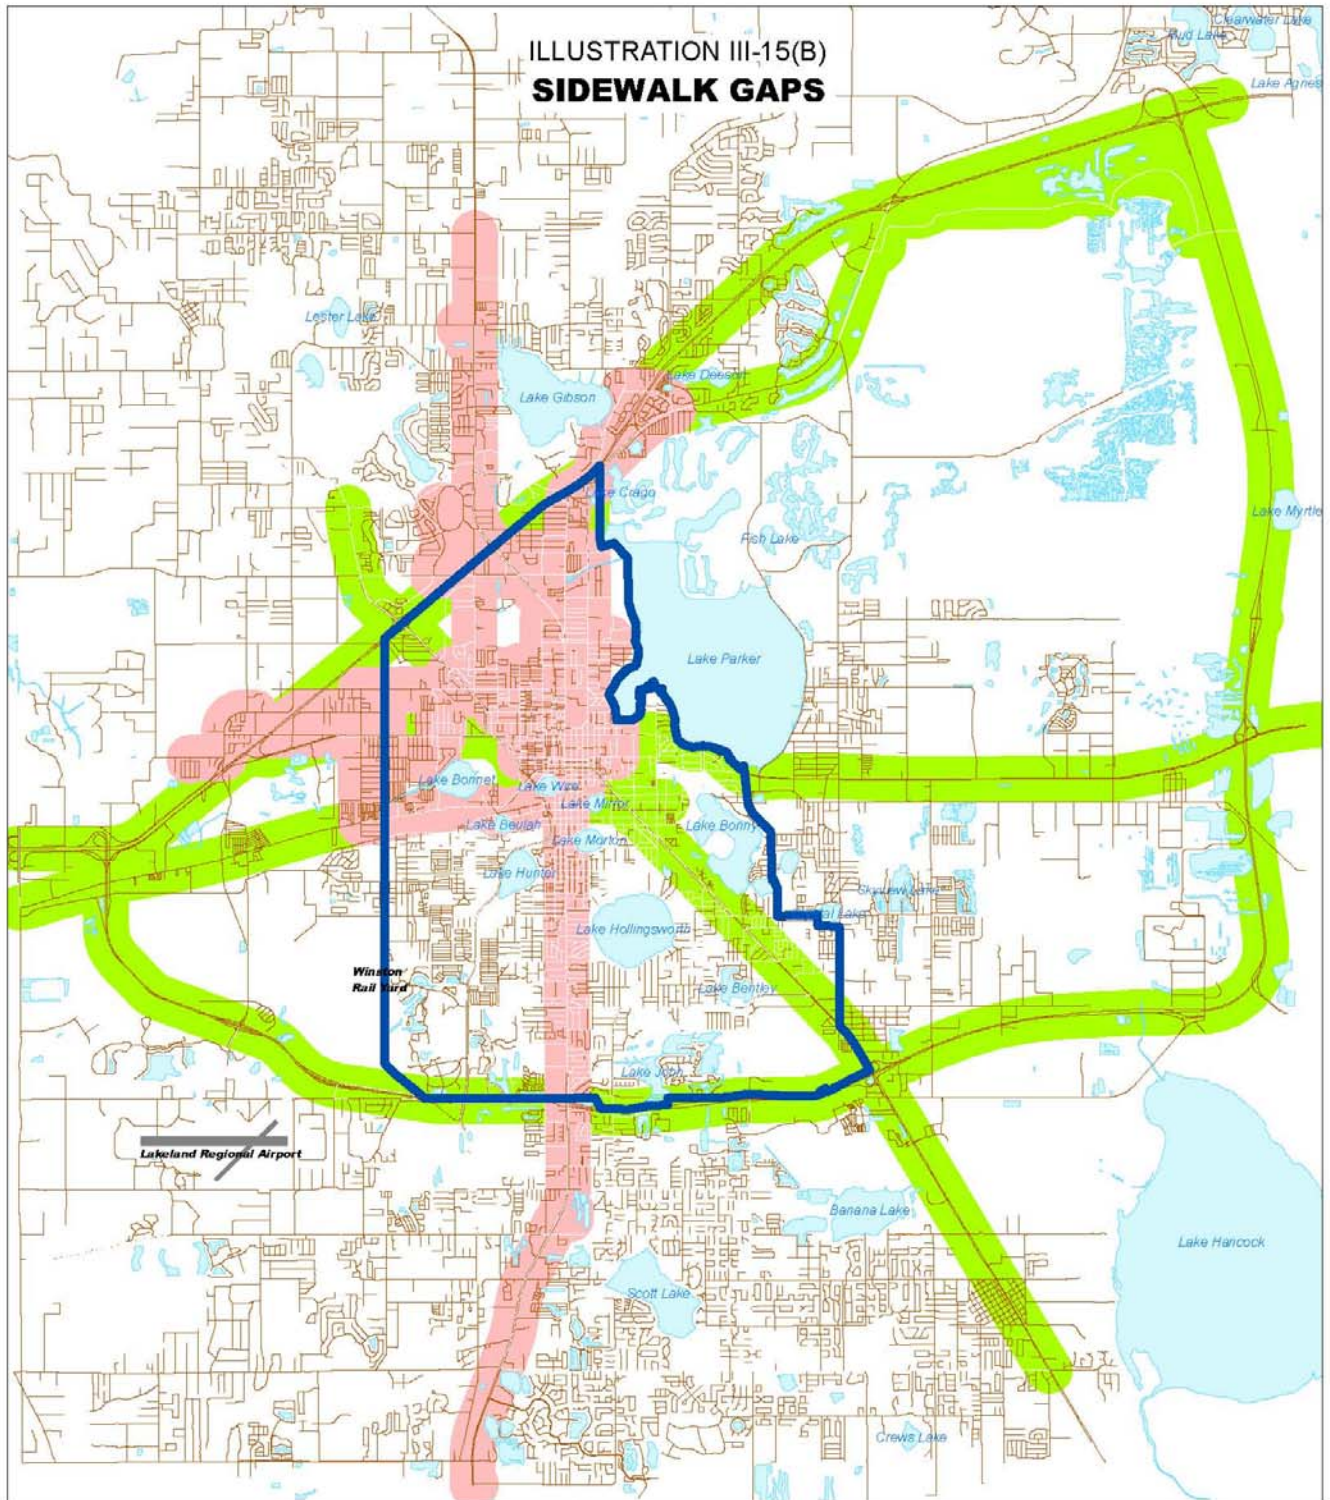 ILLUSTRATION III-15(B)
SIDEWALK GAPS
Clearwater Lake
Mud Lake
Lake Agnes
Lester Lake
Lake Deeson
Lake Gibson
Lake Crago
Lake Myrtle
Fish Lake
Lake Parker
Lake Bonnet
Lake Wire
Lake Mirror
Lake Beulah
Lake Bonny
Lake Morton
Lake Hunter
Skyview Lake
Lake
Lake Hollingsworth
Winston
Rail Yard
Lake Bentley
Lake John
Lakeland Regional Airport
Banana Lake
Lake Hancock
Scott Lake
Crews Lake